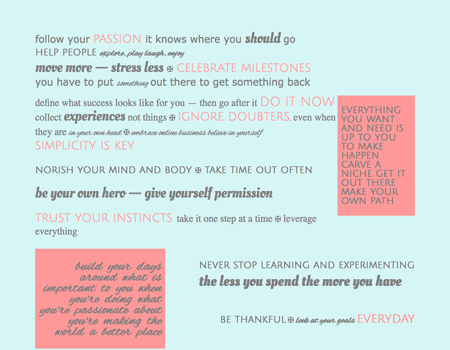 follow your PASSION it knows where you should go
HELP PEOPLE explore, play laugh, enjoy
move more — stress less ✠ CELEBRATE MILESTONES
you have to put something out there to get something back
define what success looks like for you — then go after it DO IT NOW
collect experiences not things ✠ IGNORE DOUBTERS, even when
they are in your own head ✠ embrace online business believe in yourself
SIMPLICITY IS KEY
EVERYTHING
YOU WANT
AND NEED IS
UP TO YOU
TO MAKE
HAPPEN
CARVE A
NICHE GET IT
OUT THERE
MAKE YOUR
OWN PATH
NORISH YOUR MIND AND BODY ✠ TAKE TIME OUT OFTEN
be your own hero — give yourself permission
TRUST YOUR INSTINCTS take it one step at a time ✠ leverage
everything
build your days
around what is
important to you when
you're doing what
you're passionate about
you're making the
world a better place
NEVER STOP LEARNING AND EXPERIMENTING
the less you spend the more you have
BE THANKFUL ✠ look at your goals EVERYDAY